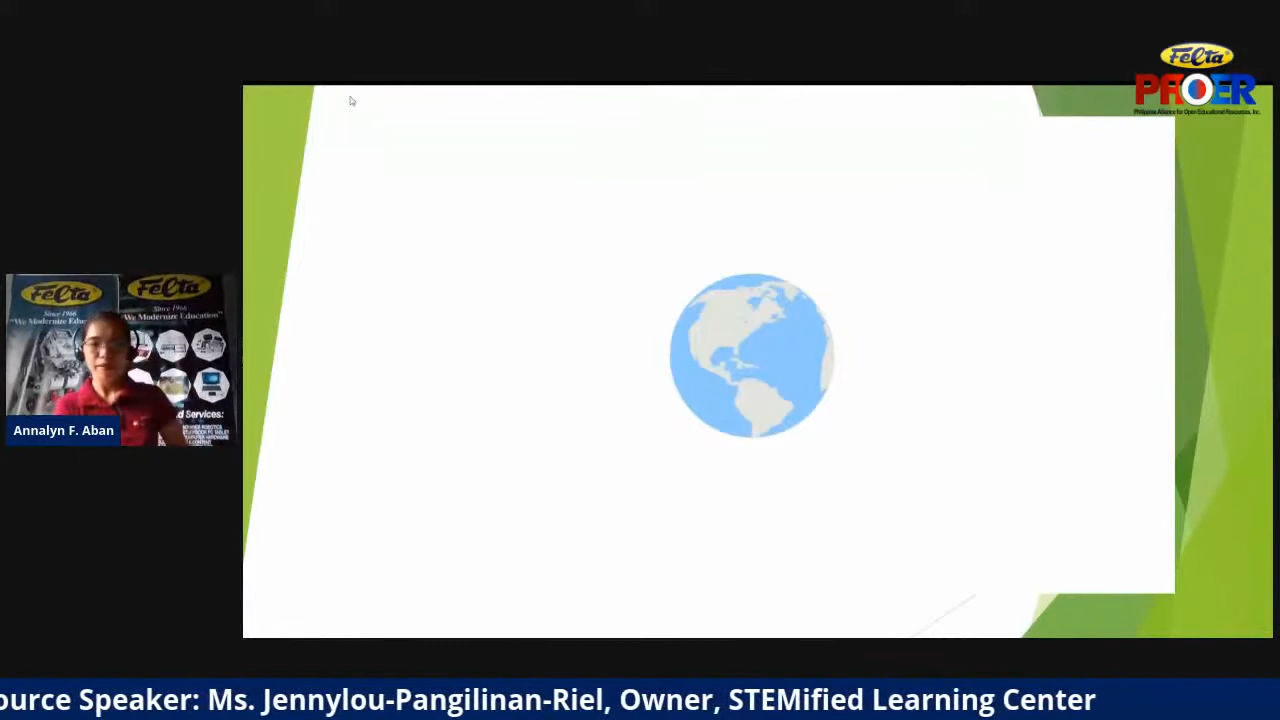 Felta
PAOER
Philippine Alliance for Open Educational Resources, Inc.
Felta
Since 1966
Felta
Since 1966
"We Modernize Education"
d Services:
Annalyn F. Aban
ource Speaker: Ms. Jennylou-Pangilinan-Riel, Owner, STEMified Learning Center